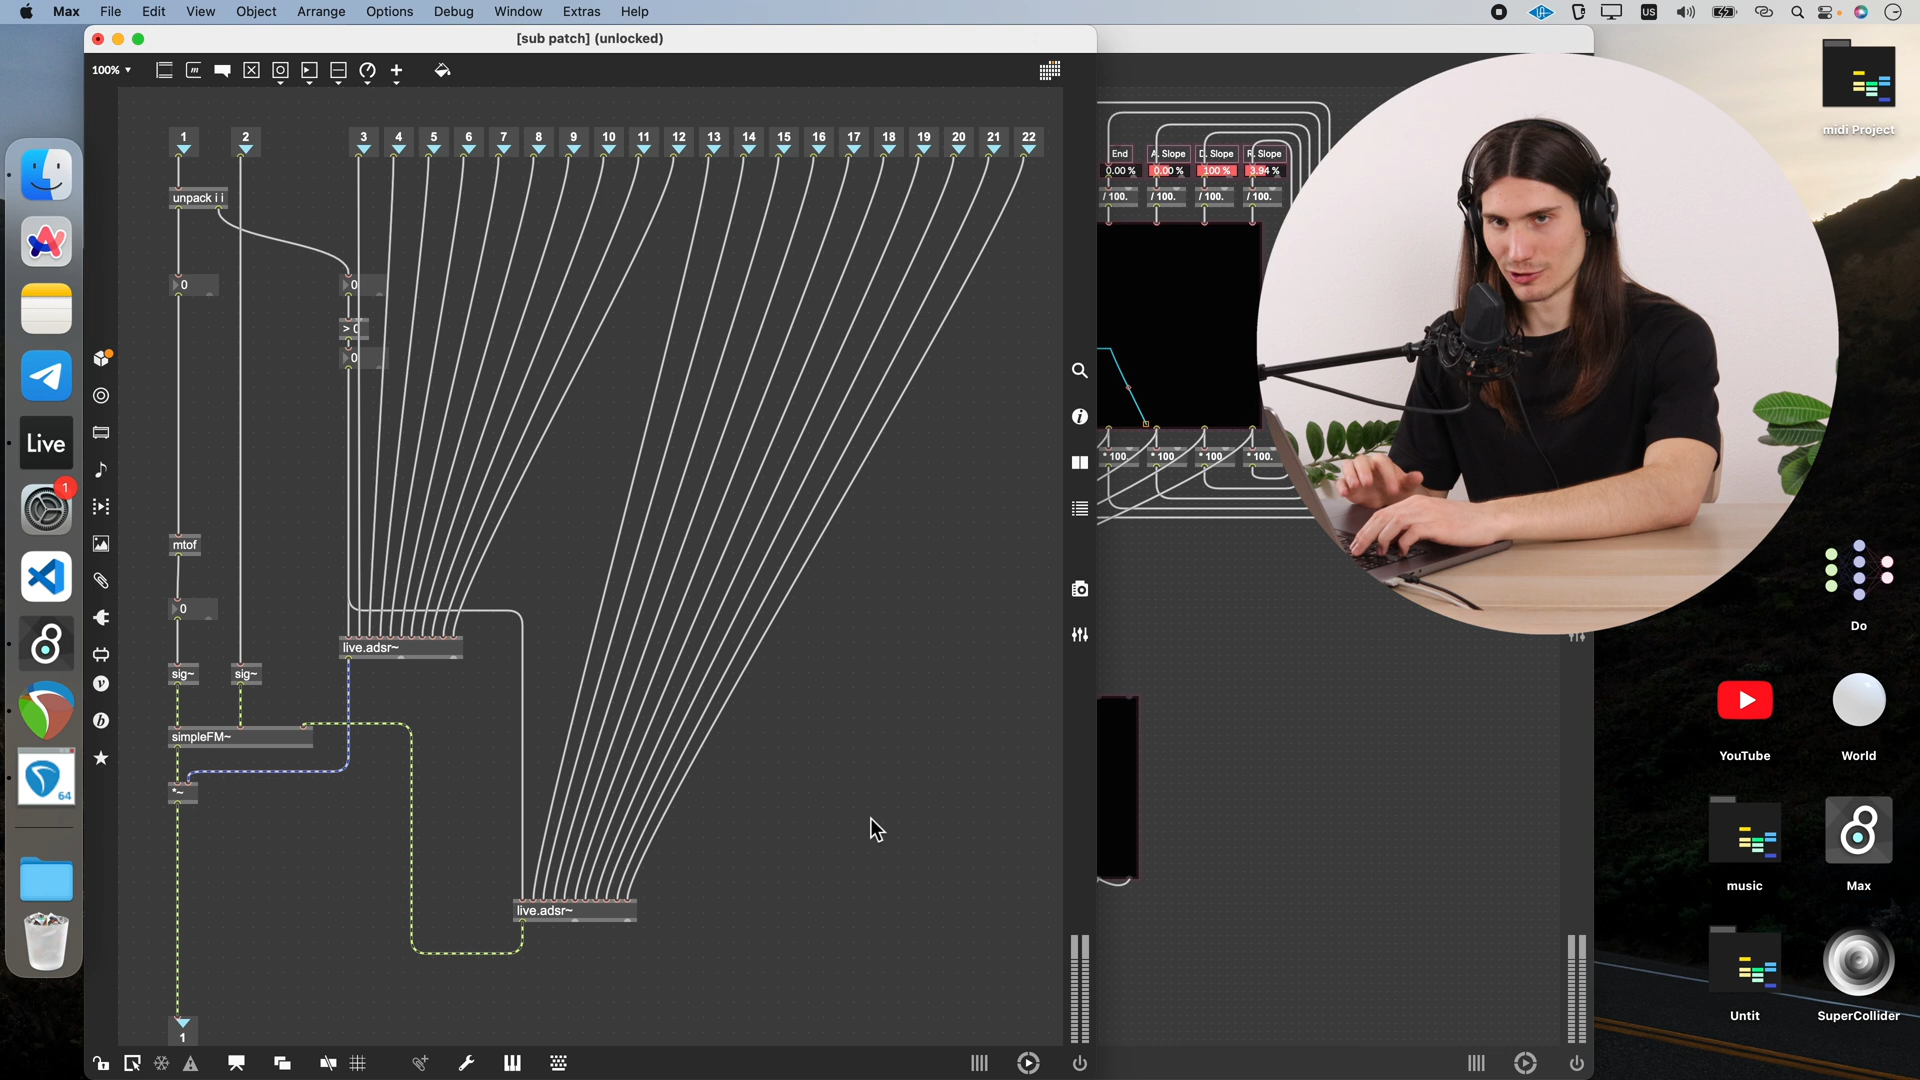 Max File Edit View Object Arrange Options Debug Window Extras Help
US
[sub patch] (unlocked)
100%
1 2 3 4 5 6 7 8 9 10 11 12 13 14 15 16 17 18 19 20 21 22
unpack i i
0
0
> 0
0
mtof
0
sig~ sig~
simpleFM~
*~
live.adsr~
live.adsr~
1
End A. Slope D. Slope R. Slope
0.00 % 0.00 % 100 % 3.94 %
/ 100. / 100. / 100. / 100.
* 100. * 100. * 100. * 100.
Live
1
64
midi Project
Do
YouTube World
music Max
Untit SuperCollider